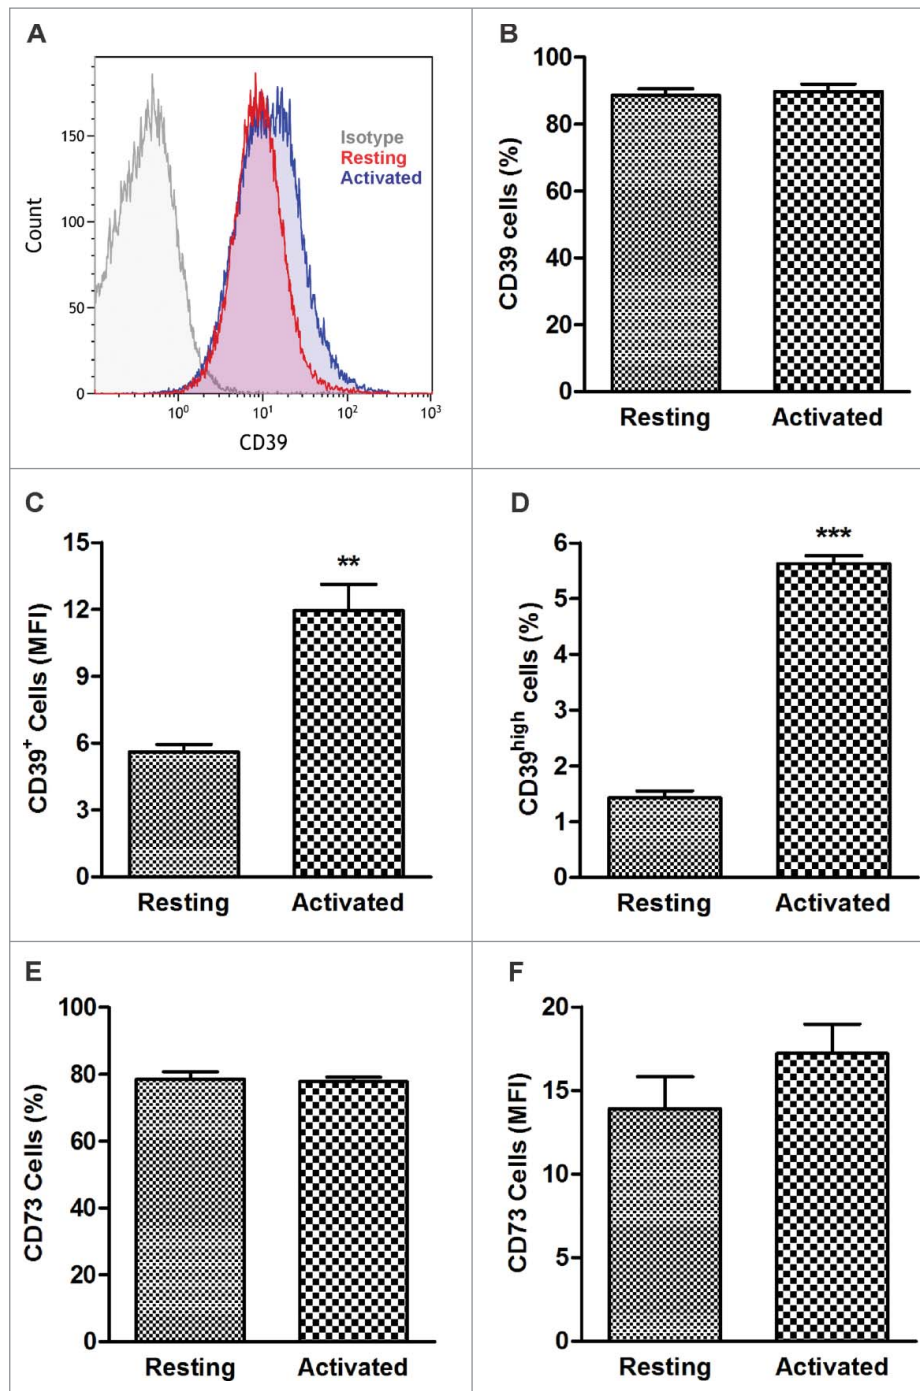 A
Count
150
100
50
0
Isotype
Resting
Activated
10⁰ 10¹ 10² 10³
CD39
B
CD39 cells (%)
100
80
60
40
20
0
Resting Activated
C
CD39⁺ Cells (MFI)
15
12
9
6
3
0
**
Resting Activated
D
CD39ʰⁱᵍʰ cells (%)
6
5
4
3
2
1
0
***
Resting Activated
E
CD73 Cells (%)
100
80
60
40
20
0
Resting Activated
F
CD73 Cells (MFI)
20
15
10
5
0
Resting Activated